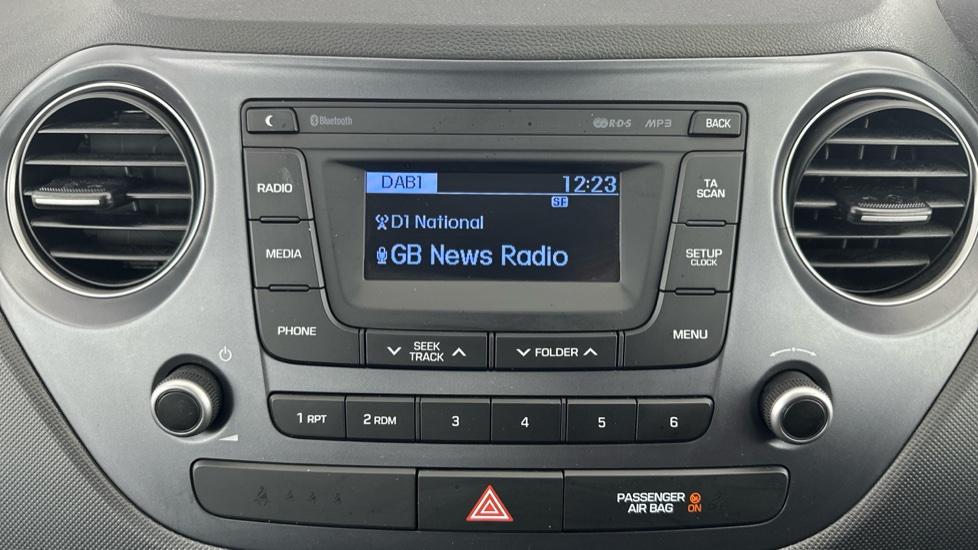 Bluetooth
R·D·S
MP3
BACK
RADIO
DAB1 12:23
SF
D1 National
GB News Radio
TA
SCAN
MEDIA
SETUP
CLOCK
PHONE
SEEK
TRACK
FOLDER
MENU
1 RPT
2 RDM
3
4
5
6
PASSENGER
AIR BAG
ON